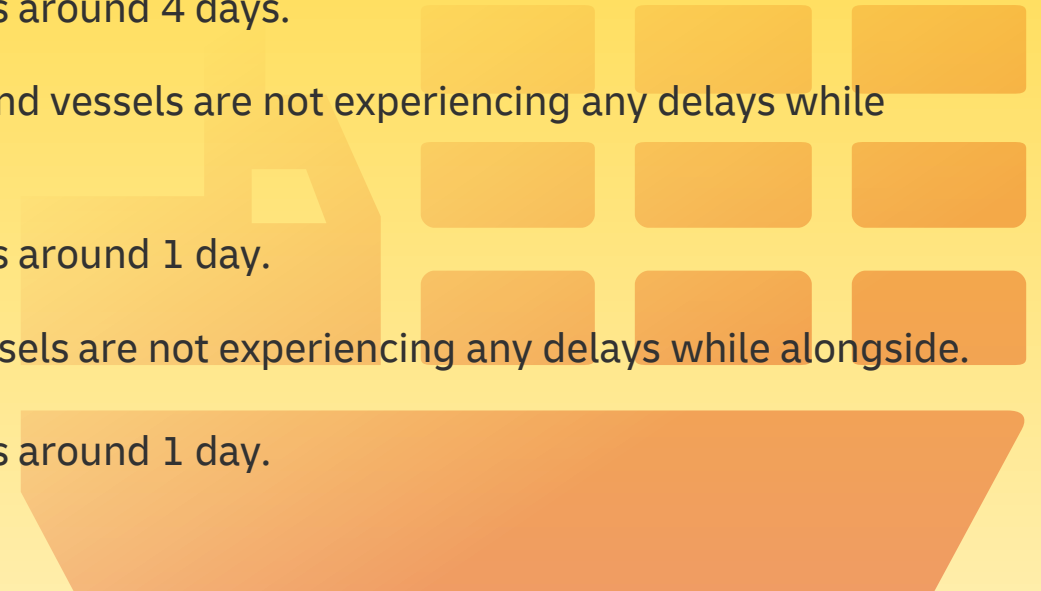 s around 4 days.
nd vessels are not experiencing any delays while
s around 1 day.
sels are not experiencing any delays while alongside.
s around 1 day.